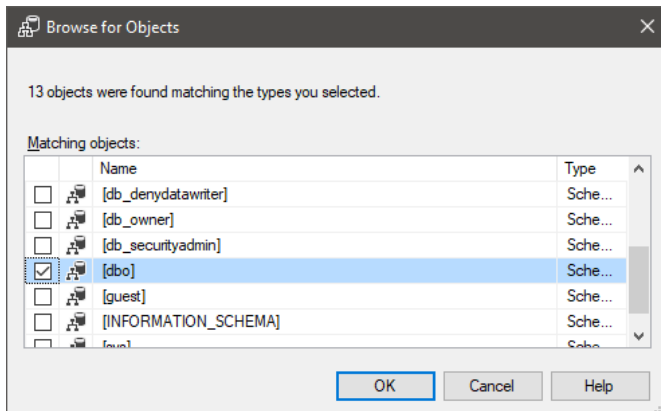 Browse for Objects
13 objects were found matching the types you selected.
Matching objects:
Name Type
[db_denydatawriter] Sche...
[db_owner] Sche...
[db_securityadmin] Sche...
[dbo] Sche...
[guest] Sche...
[INFORMATION_SCHEMA] Sche...
OK Cancel Help